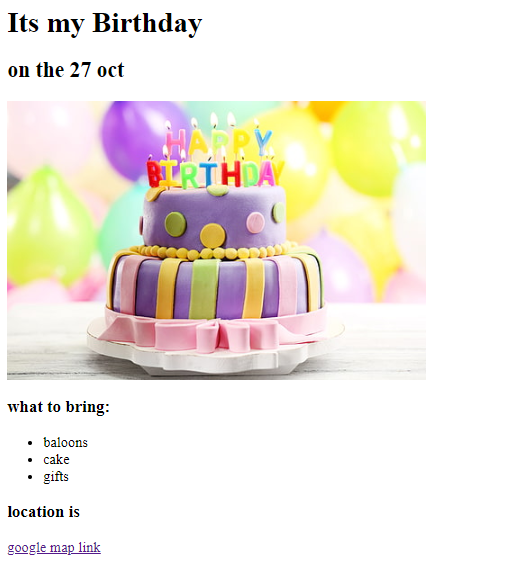 Its my Birthday
on the 27 oct
HAPPY
BIRTHDAY
what to bring:
baloons
cake
gifts
location is
google map link